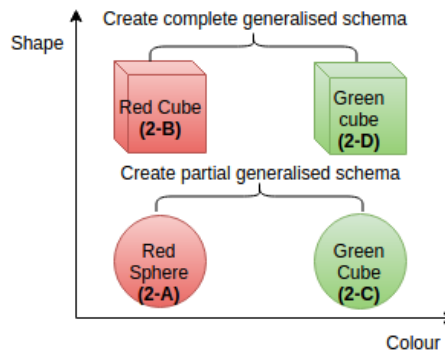 Create complete generalised schema
Shape
Red Cube
(2-B)
Green
cube
(2-D)
Create partial generalised schema
Red
Sphere
(2-A)
Green
Cube
(2-C)
Colour